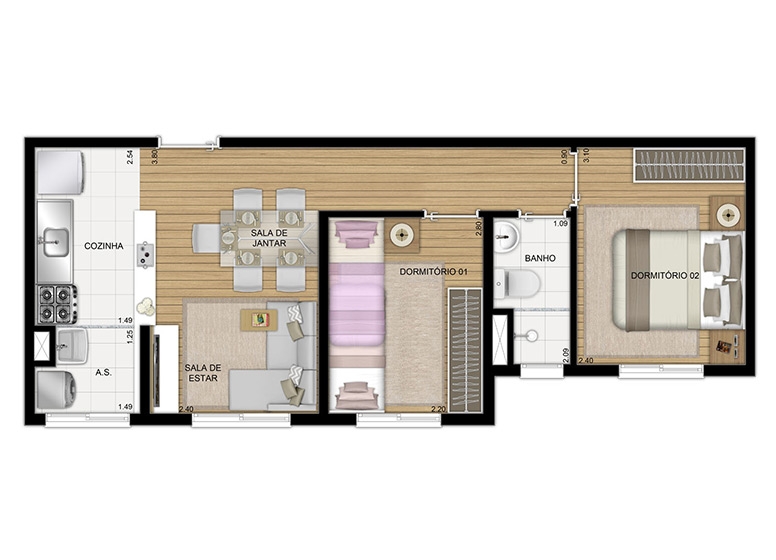 2.54
3.80
0.90
3.10
COZINHA
SALA DE
JANTAR
1.09
2.80
BANHO
DORMITÓRIO 01
DORMITÓRIO 02
1.49
1.25
A.S.
SALA DE
ESTAR
2.09
2.40
1.49
2.40
2.20